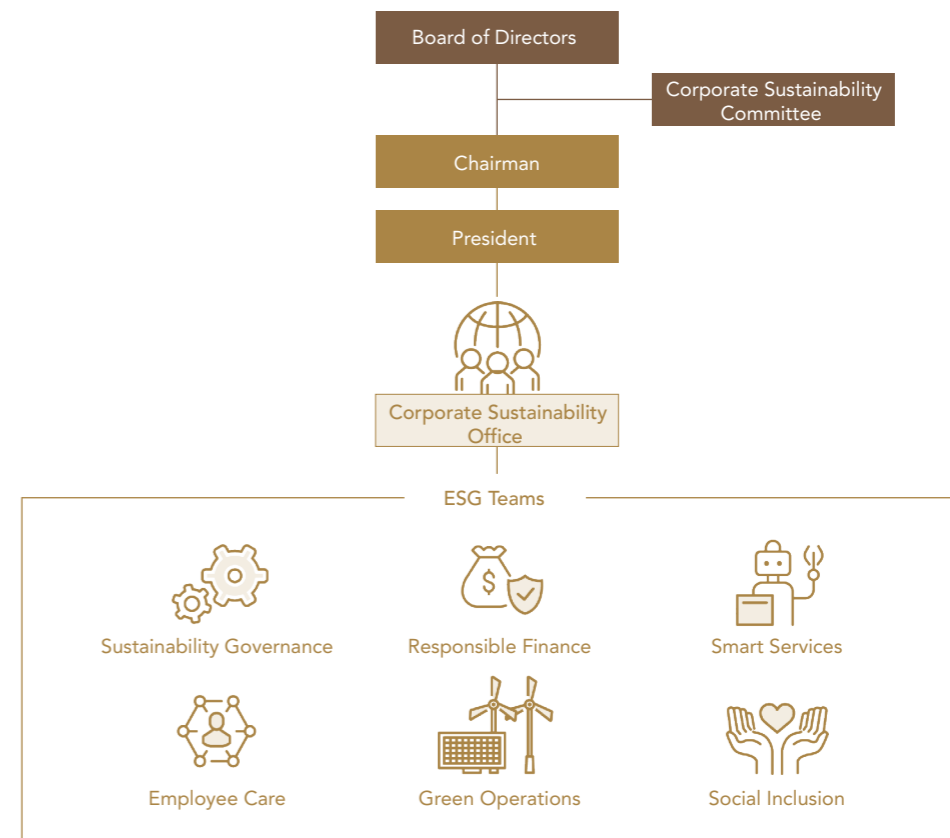 Board of Directors
Corporate Sustainability
Committee
Chairman
President
Corporate Sustainability
Office
ESG Teams
$
Sustainability Governance
Responsible Finance
Smart Services
Employee Care
Green Operations
Social Inclusion